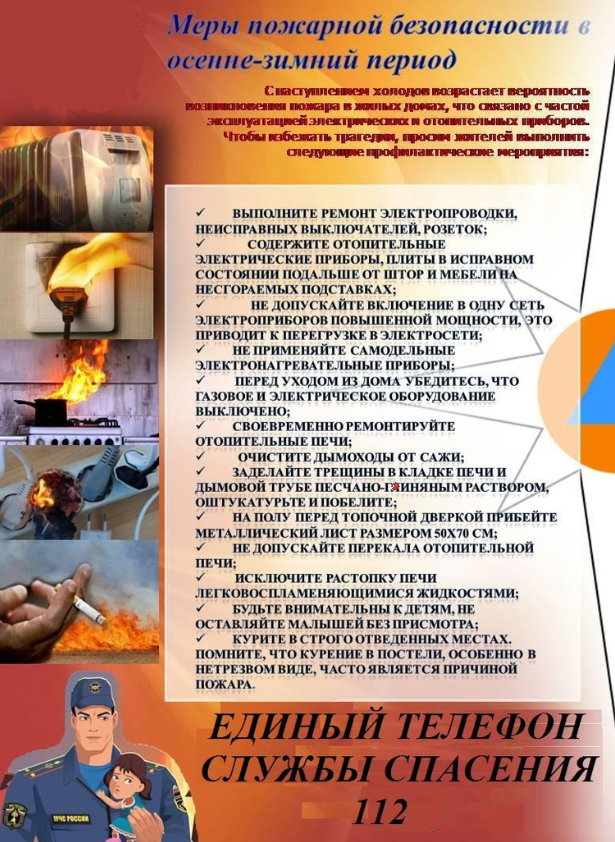 Меры пожарной безопасности в
осенне-зимний период
С наступлением холодов возрастает вероятность
возникновения пожара в жилых домах, что связано с частой
эксплуатацией электрических и отопительных приборов.
Чтобы избежать трагедии, просим жителей выполнить
следующие профилактические мероприятия:
✓ ВЫПОЛНИТЕ РЕМОНТ ЭЛЕКТРОПРОВОДКИ,
НЕИСПРАВНЫХ ВЫКЛЮЧАТЕЛЕЙ, РОЗЕТОК;
✓ СОДЕРЖИТЕ ОТОПИТЕЛЬНЫЕ
ЭЛЕКТРИЧЕСКИЕ ПРИБОРЫ, ПЛИТЫ В ИСПРАВНОМ
СОСТОЯНИИ ПОДАЛЬШЕ ОТ ШТОР И МЕБЕЛИ НА
НЕСГОРАЕМЫХ ПОДСТАВКАХ;
✓ НЕ ДОПУСКАЙТЕ ВКЛЮЧЕНИЕ В ОДНУ СЕТЬ
ЭЛЕКТРОПРИБОРОВ ПОВЫШЕННОЙ МОЩНОСТИ, ЭТО
ПРИВОДИТ К ПЕРЕГРУЗКЕ В ЭЛЕКТРОСЕТИ;
✓ НЕ ПРИМЕНЯЙТЕ САМОДЕЛЬНЫЕ
ЭЛЕКТРОНАГРЕВАТЕЛЬНЫЕ ПРИБОРЫ;
✓ ПЕРЕД УХОДОМ ИЗ ДОМА УБЕДИТЕСЬ, ЧТО
ГАЗОВОЕ И ЭЛЕКТРИЧЕСКОЕ ОБОРУДОВАНИЕ
ВЫКЛЮЧЕНО;
✓ СВОЕВРЕМЕННО РЕМОНТИРУЙТЕ
ОТОПИТЕЛЬНЫЕ ПЕЧИ;
✓ ОЧИСТИТЕ ДЫМОХОДЫ ОТ САЖИ;
✓ ЗАДЕЛАЙТЕ ТРЕЩИНЫ В КЛАДКЕ ПЕЧИ И
ДЫМОВОЙ ТРУБЕ ПЕСЧАНО-ГЛИНЯНЫМ РАСТВОРОМ,
ОШТУКАТУРЬТЕ И ПОБЕЛИТЕ;
✓ НА ПОЛУ ПЕРЕД ТОПОЧНОЙ ДВЕРКОЙ ПРИБЕЙТЕ
МЕТАЛЛИЧЕСКИЙ ЛИСТ РАЗМЕРОМ 50Х70 СМ;
✓ НЕ ДОПУСКАЙТЕ ПЕРЕКАЛА ОТОПИТЕЛЬНОЙ
ПЕЧИ;
✓ ИСКЛЮЧИТЕ РАСТОПКУ ПЕЧИ
ЛЕГКОВОСПЛАМЕНЯЮЩИМИСЯ ЖИДКОСТЯМИ;
✓ БУДЬТЕ ВНИМАТЕЛЬНЫ К ДЕТЯМ, НЕ
ОСТАВЛЯЙТЕ МАЛЫШЕЙ БЕЗ ПРИСМОТРА;
✓ КУРИТЕ В СТРОГО ОТВЕДЕННЫХ МЕСТАХ.
ПОМНИТЕ, ЧТО КУРЕНИЕ В ПОСТЕЛИ, ОСОБЕННО В
НЕТРЕЗВОМ ВИДЕ, ЧАСТО ЯВЛЯЕТСЯ ПРИЧИНОЙ
ПОЖАРА.
ЕДИНЫЙ ТЕЛЕФОН
СЛУЖБЫ СПАСЕНИЯ
112
МЧС РОССИИ